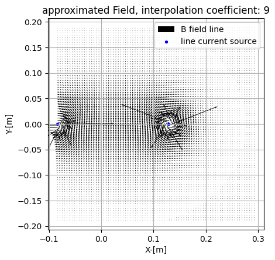 approximated Field, interpolation coefficient: 9
B field line
line current source
0.20
0.15
0.10
0.05
0.00
−0.05
−0.10
−0.15
−0.20
Y-[m]
−0.1
0.0
0.1
0.2
0.3
X-[m]